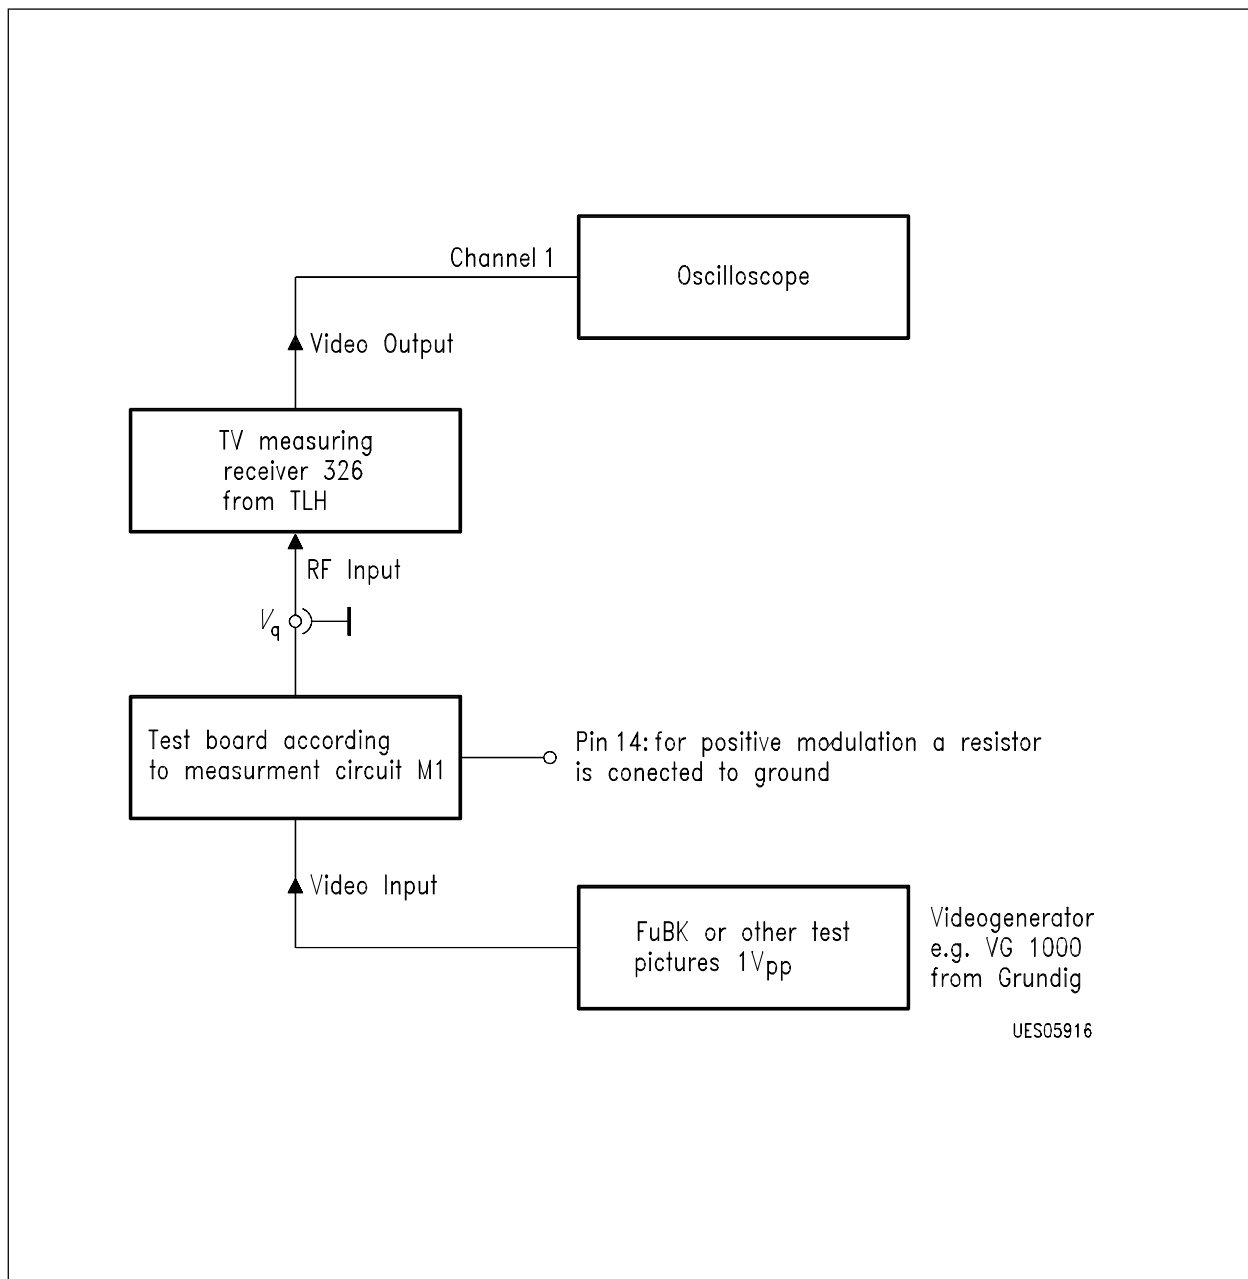 Channel 1
Oscilloscope
Video Output
TV measuring
receiver 326
from TLH
RF Input
Vq
Test board according
to measurment circuit M1
Pin 14: for positive modulation a resistor
is conected to ground
Video Input
FuBK or other test
pictures 1Vpp
Videogenerator
e.g. VG 1000
from Grundig
UES05916